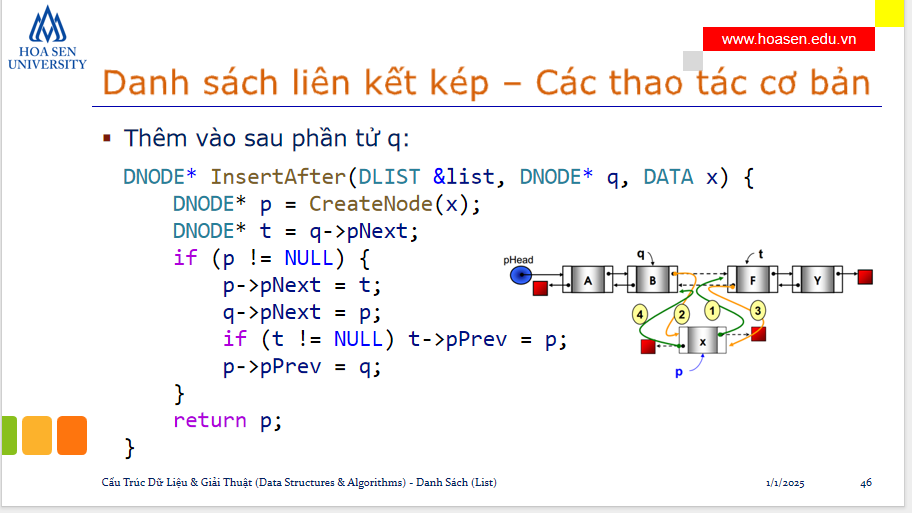 HOA SEN
UNIVERSITY
www.hoasen.edu.vn
Danh sách liên kết kép – Các thao tác cơ bản
Thêm vào sau phần tử q:
DNODE* InsertAfter(DLIST &list, DNODE* q, DATA x) {
DNODE* p = CreateNode(x);
DNODE* t = q->pNext;
if (p != NULL) {
p->pNext = t;
q->pNext = p;
if (t != NULL) t->pPrev = p;
p->pPrev = q;
}
return p;
}
q t
pHead
A B F Y
4 2 1 3
x
p
Cấu Trúc Dữ Liệu & Giải Thuật (Data Structures & Algorithms) - Danh Sách (List) 1/1/2025 46